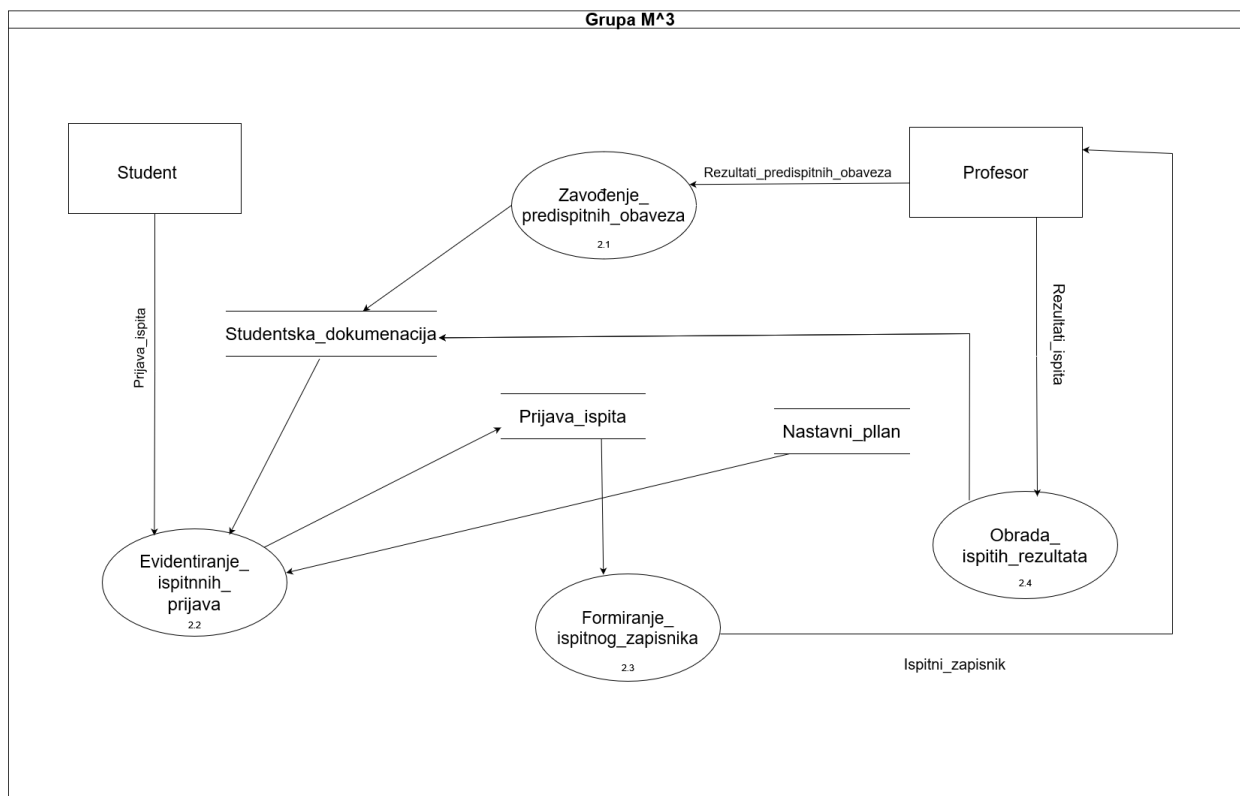 Grupa M^3
Student
Zavođenje_
predispitnih_obaveza
2.1
Rezultati_predispitnih_obaveza
Profesor
Prijava_ispita
Studentska_dokumenacija
Rezultati_ispita
Prijava_ispita
Nastavni_pllan
Evidentiranje_
ispitnnih_
prijava
2.2
Formiranje_
ispitnog_zapisnika
2.3
Obrada_
ispitih_rezultata
2.4
Ispitni_zapisnik